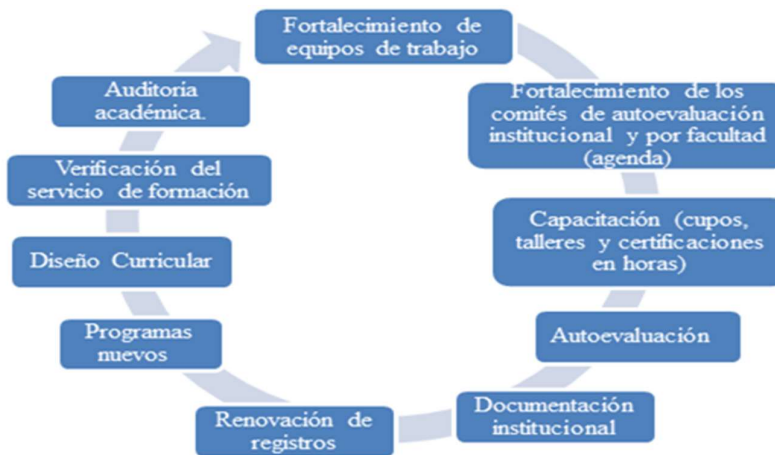 Fortalecimiento de
equipos de trabajo
Fortalecimiento de los
comités de autoevaluación
institucional y por facultad
(agenda)
Capacitación (cupos,
talleres y certificaciones
en horas)
Autoevaluación
Documentación
institucional
Renovación de
registros
Programas
nuevos
Diseño Curricular
Verificación del
servicio de formación
Auditoria
académica.